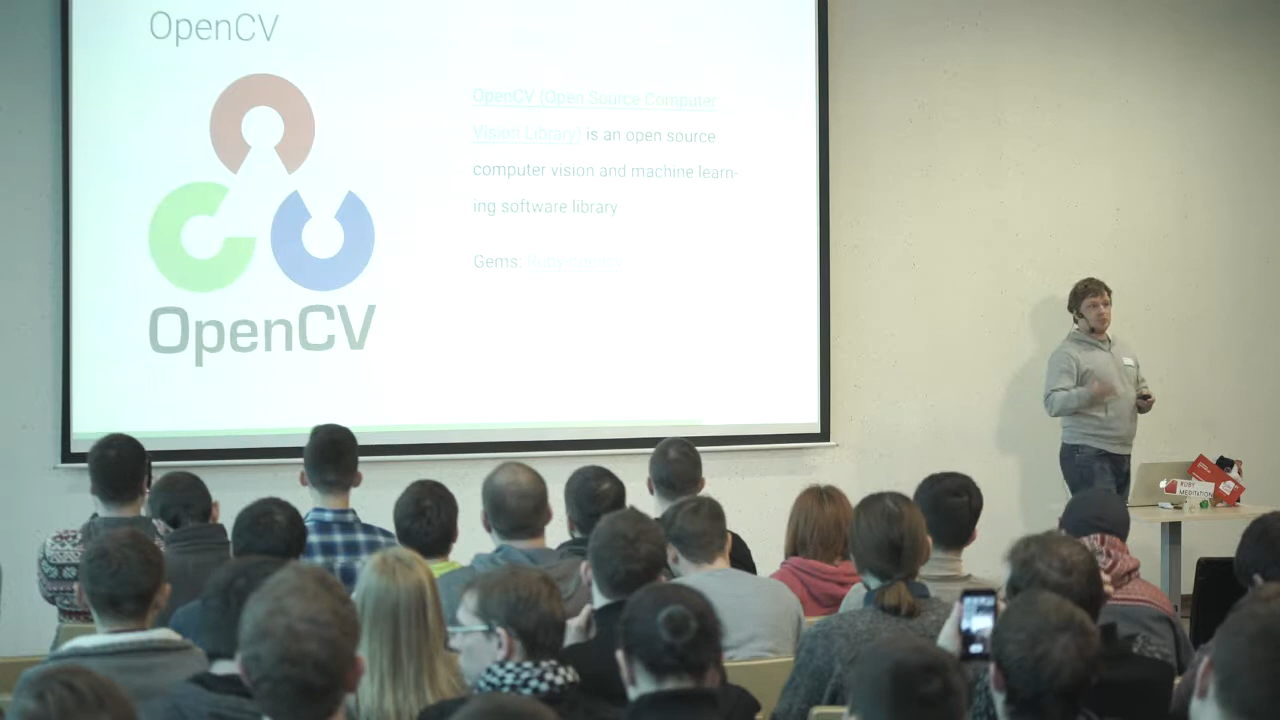 OpenCV
OpenCV (Open Source Computer
Vision Library) is an open source
computer vision and machine learn-
ing software library
Gems:
OpenCV
RUBY
MEDITATION